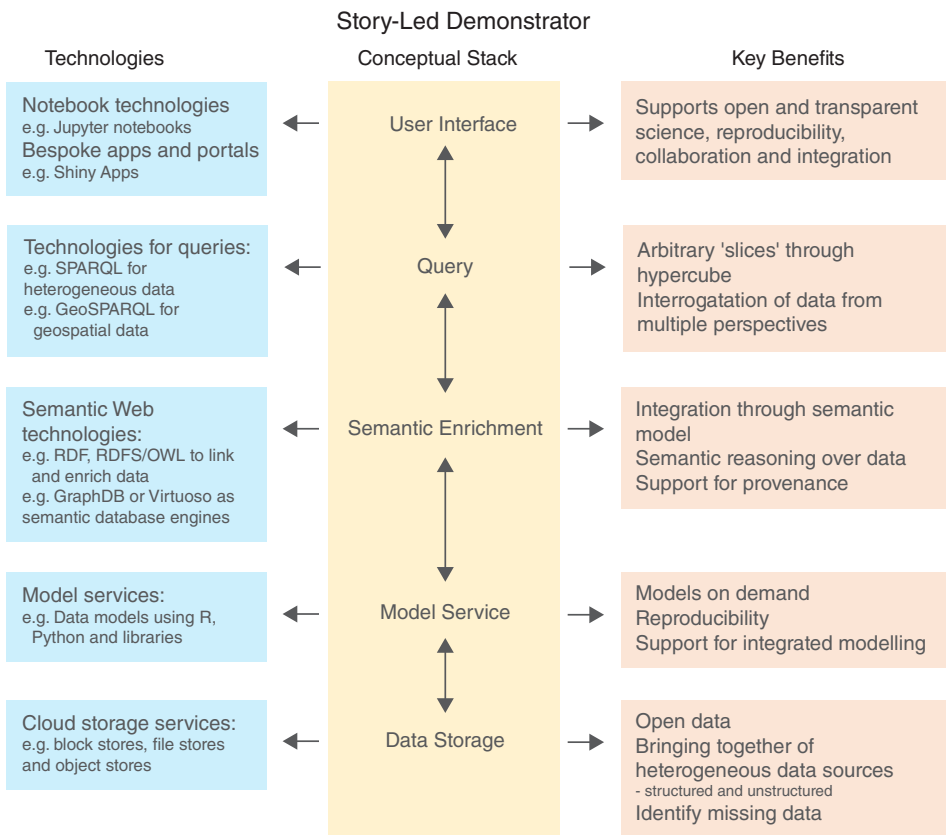 Story-Led Demonstrator
Technologies
Conceptual Stack
Key Benefits
Notebook technologies
e.g. Jupyter notebooks
Bespoke apps and portals
e.g. Shiny Apps
User Interface
Supports open and transparent
science, reproducibility,
collaboration and integration
Technologies for queries:
e.g. SPARQL for
heterogeneous data
e.g. GeoSPARQL for
geospatial data
Query
Arbitrary 'slices' through
hypercube
Interrogatation of data from
multiple perspectives
Semantic Web
technologies:
e.g. RDF, RDFS/OWL to link
and enrich data
e.g. GraphDB or Virtuoso as
semantic database engines
Semantic Enrichment
Integration through semantic
model
Semantic reasoning over data
Support for provenance
Model services:
e.g. Data models using R,
Python and libraries
Model Service
Models on demand
Reproducibility
Support for integrated modelling
Cloud storage services:
e.g. block stores, file stores
and object stores
Data Storage
Open data
Bringing together of
heterogeneous data sources
- structured and unstructured
Identify missing data